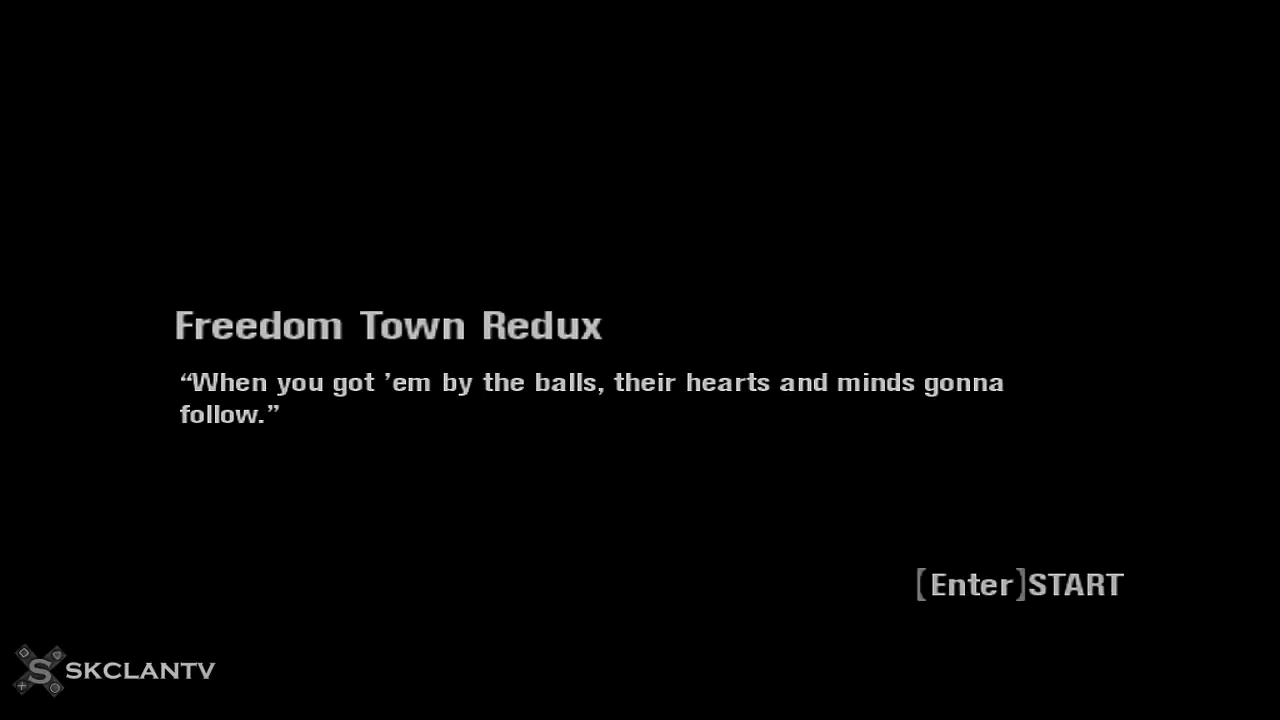 Freedom Town Redux
“When you got ’em by the balls, their hearts and minds gonna
follow.”
[Enter]START
S SKCLANTV